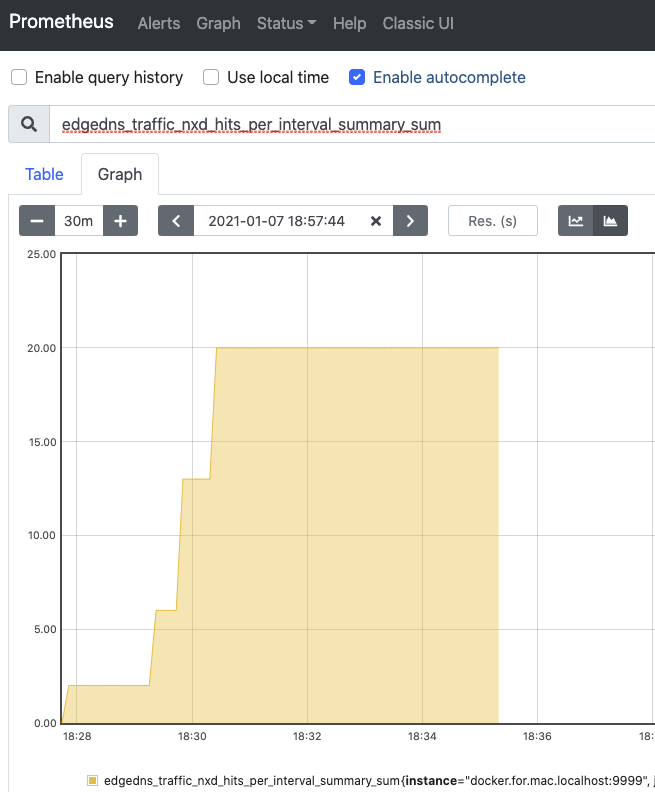 Prometheus Alerts Graph Status Help Classic UI
Enable query history Use local time Enable autocomplete
edgedns_traffic_nxd_hits_per_interval_summary_sum
Table Graph
30m 2021-01-07 18:57:44 Res. (s)
25.00
20.00
15.00
10.00
5.00
0.00
18:28 18:30 18:32 18:34 18:36 18:
edgedns_traffic_nxd_hits_per_interval_summary_sum{instance="docker.for.mac.localhost:9999",